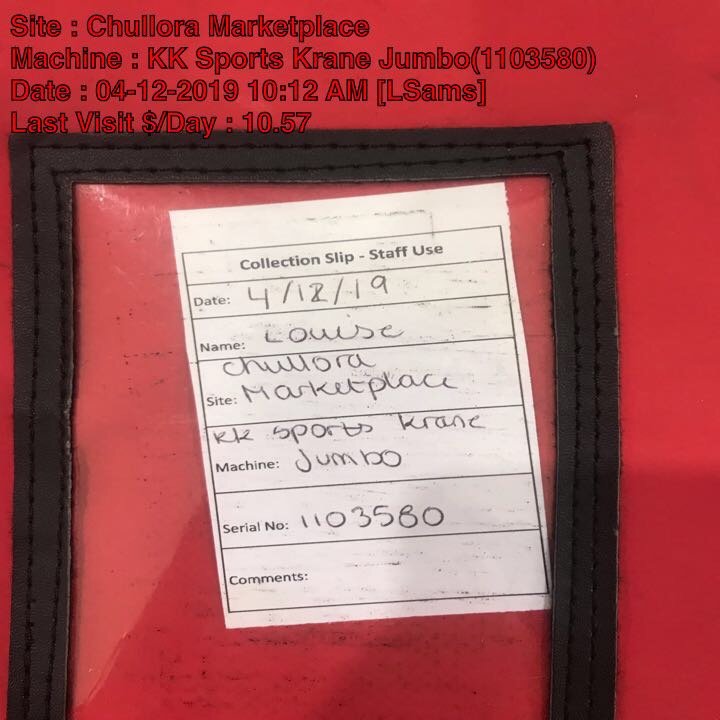 Site : Chullora Marketplace
Machine : KK Sports Krane Jumbo(1103580)
Date : 04-12-2019 10:12 AM [LSams]
Last Visit $/Day : 10.57
Collection Slip - Staff Use
Date: 4/12/19
Name: Louise
Chullora
Site: Marketplace
KK Sports Krane
Machine: Jumbo
Serial No: 1103580
Comments: